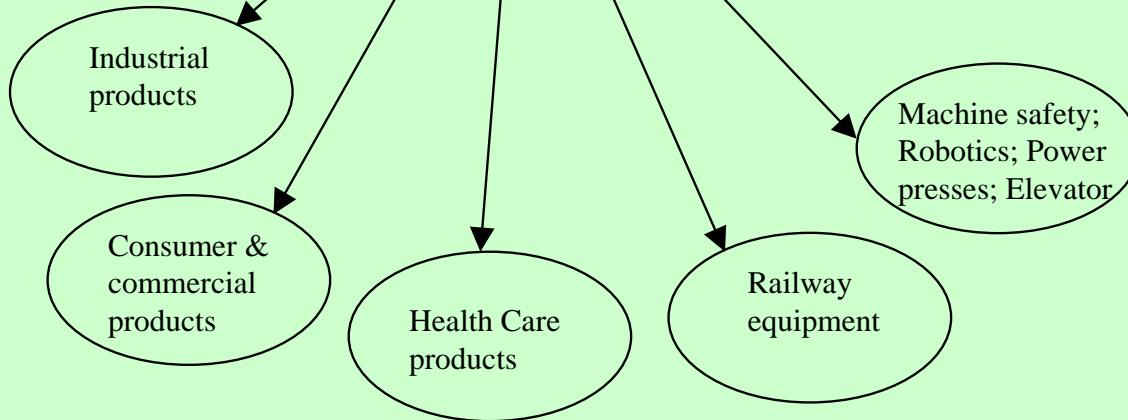 Industrial
products
Machine safety;
Robotics; Power
presses; Elevator
Consumer &
commercial
products
Health Care
products
Railway
equipment